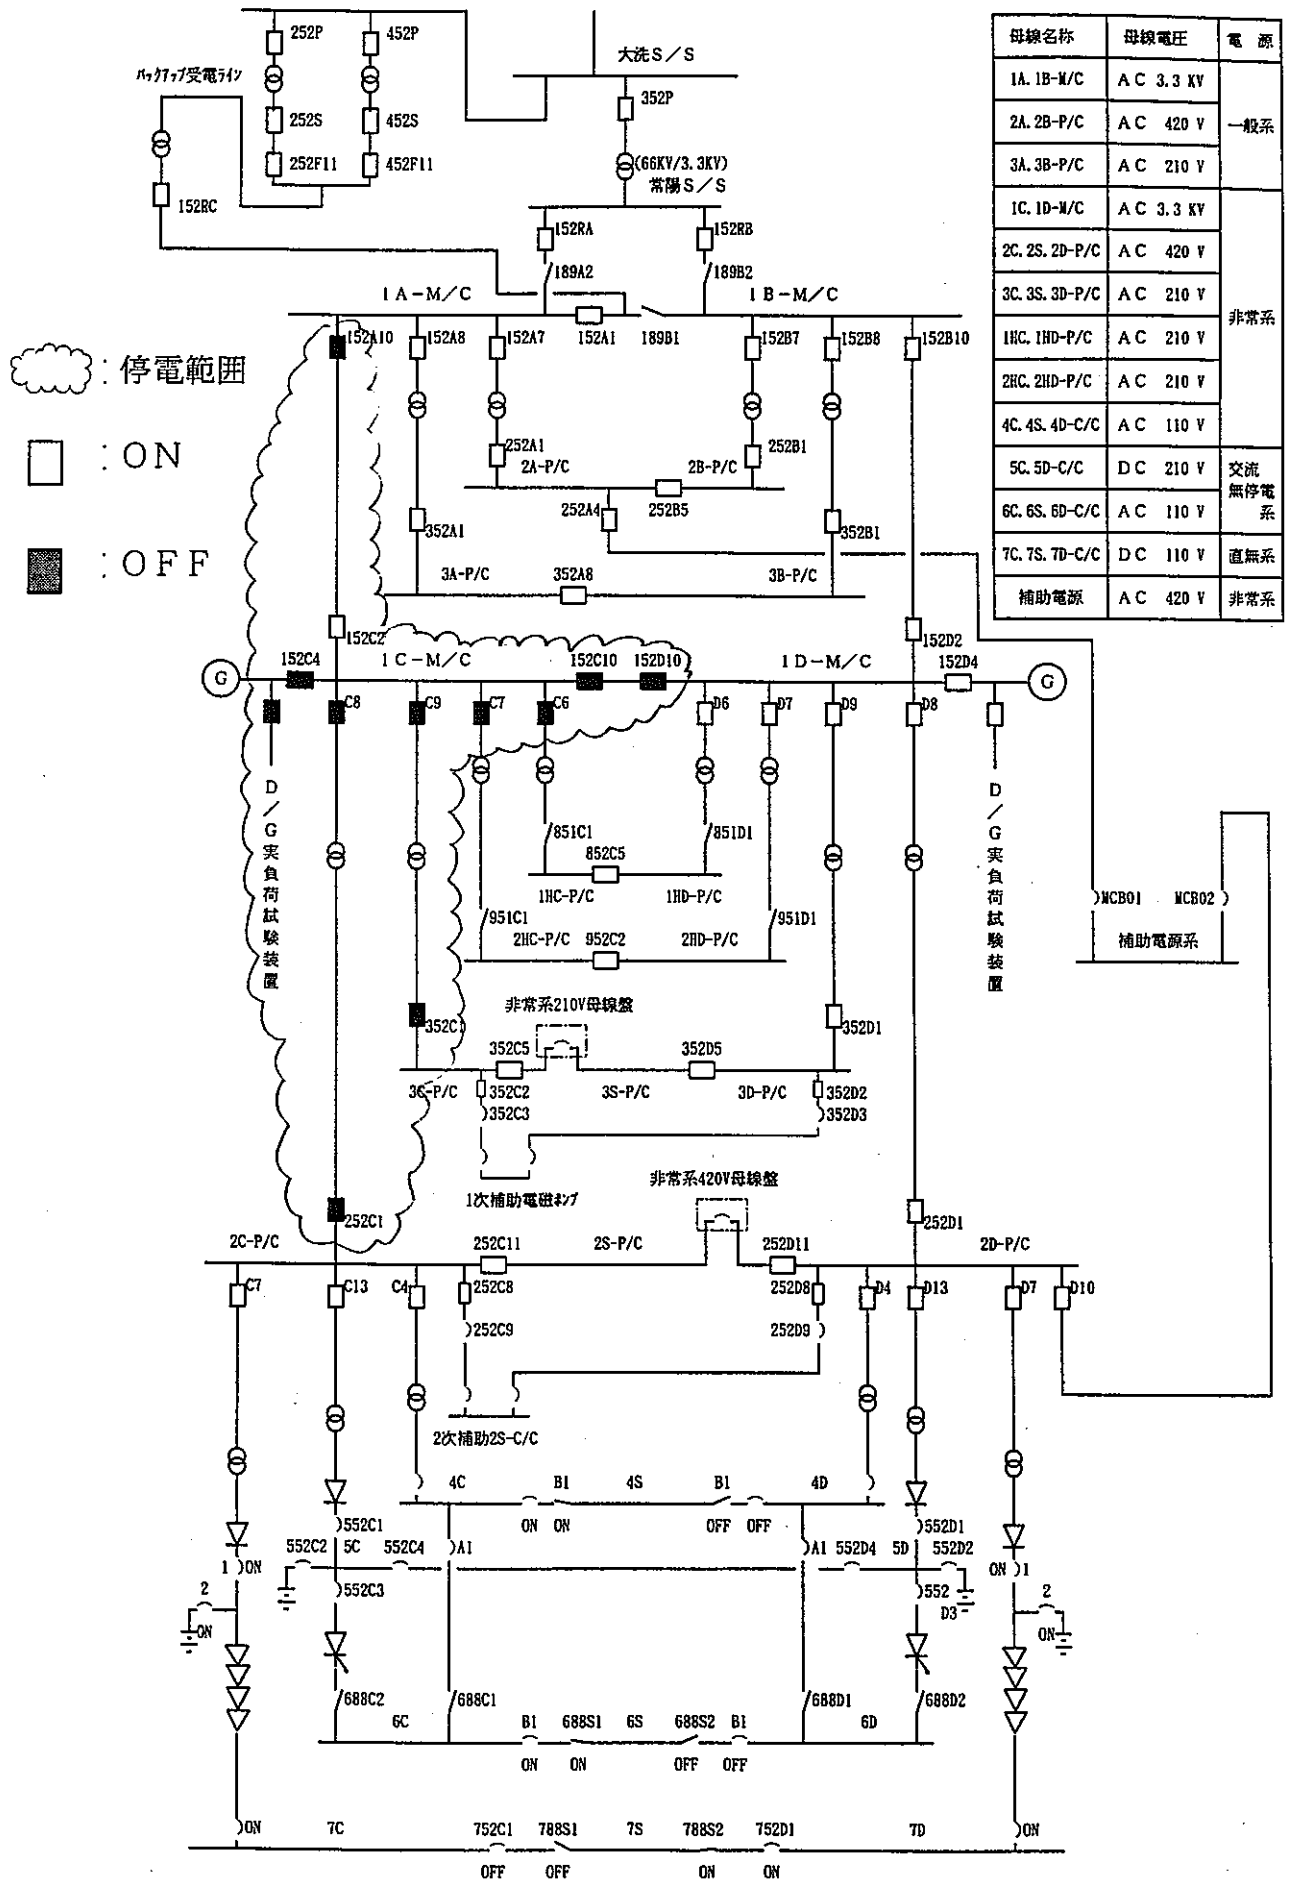 252P
452P
大洗S/S
バックアップ受電ライン
352P
252S
452S
(66KV/3.3KV)
常陽S/S
252F11
452F11
152RC
152RA
152RB
189A2
189B2
1A-M/C
1B-M/C
152A10
152A8
152A7
152A1
189B1
152B7
152B8
152B10
:停電範囲
:ON
:OFF
252A1
2A-P/C
2B-P/C
252B1
252A4
252B5
352A1
352B1
3A-P/C
352A8
3B-P/C
152C2
152D2
152C4
1C-M/C
152C10
152D10
1D-M/C
152D4
G
G
C8
C9
C7
C6
D6
D7
D9
D8
D/G実負荷試験装置
D/G実負荷試験装置
851C1
851D1
852C5
1HC-P/C
1HD-P/C
951C1
951D1
2HC-P/C
952C2
2HD-P/C
MCB01
MCB02
補助電源系
非常系210V母線盤
352C1
352D1
352C5
352D5
3C-P/C
352C2
3S-P/C
3D-P/C
352D2
352C3
352D3
1次補助電磁ポンプ
非常系420V母線盤
252C1
252D1
2C-P/C
252C11
2S-P/C
252D11
2D-P/C
C7
C13
C4
252C8
252D8
D4
D13
D7
D10
252C9
252D9
2次補助2S-C/C
4C
B1
4S
B1
4D
ON
ON
OFF
OFF
552C1
552D1
552C2
5C
552C4
A1
A1
552D4
5D
552D2
1
ON
ON
1
552C3
552
D3
2
ON
2
ON
688C2
688C1
688D1
688D2
6C
B1
688S1
6S
688S2
B1
6D
ON
ON
OFF
OFF
ON
7C
752C1
788S1
7S
788S2
752D1
7D
ON
OFF
OFF
ON
ON
母線名称 母線電圧 電源
1A.1B-M/C AC 3.3 KV
2A.2B-P/C AC 420 V 一般系
3A.3B-P/C AC 210 V
1C.1D-M/C AC 3.3 KV
2C.2S.2D-P/C AC 420 V
3C.3S.3D-P/C AC 210 V
非常系
1HC.1HD-P/C AC 210 V
2HC.2HD-P/C AC 210 V
4C.4S.4D-C/C AC 110 V
5C.5D-C/C DC 210 V 交流
無停電
系
6C.6S.6D-C/C AC 110 V
7C.7S.7D-C/C DC 110 V 直無系
補助電源 AC 420 V 非常系